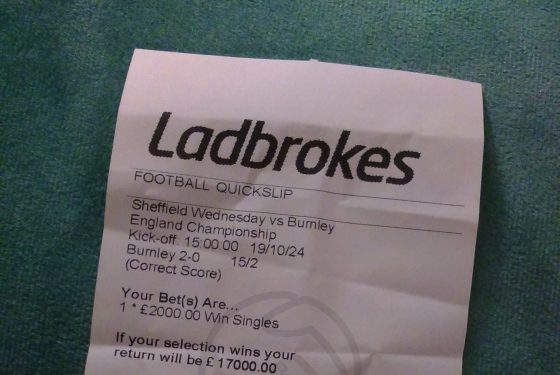 Ladbrokes
FOOTBALL QUICKSLIP
Sheffield Wednesday vs Burnley
England Championship
Kick-off: 15:00:00 19/10/24
Burnley 2-0 15/2
(Correct Score)
Your Bet(s) Are...
1 * £2000.00 Win Singles
If your selection wins your
return will be £17000.00